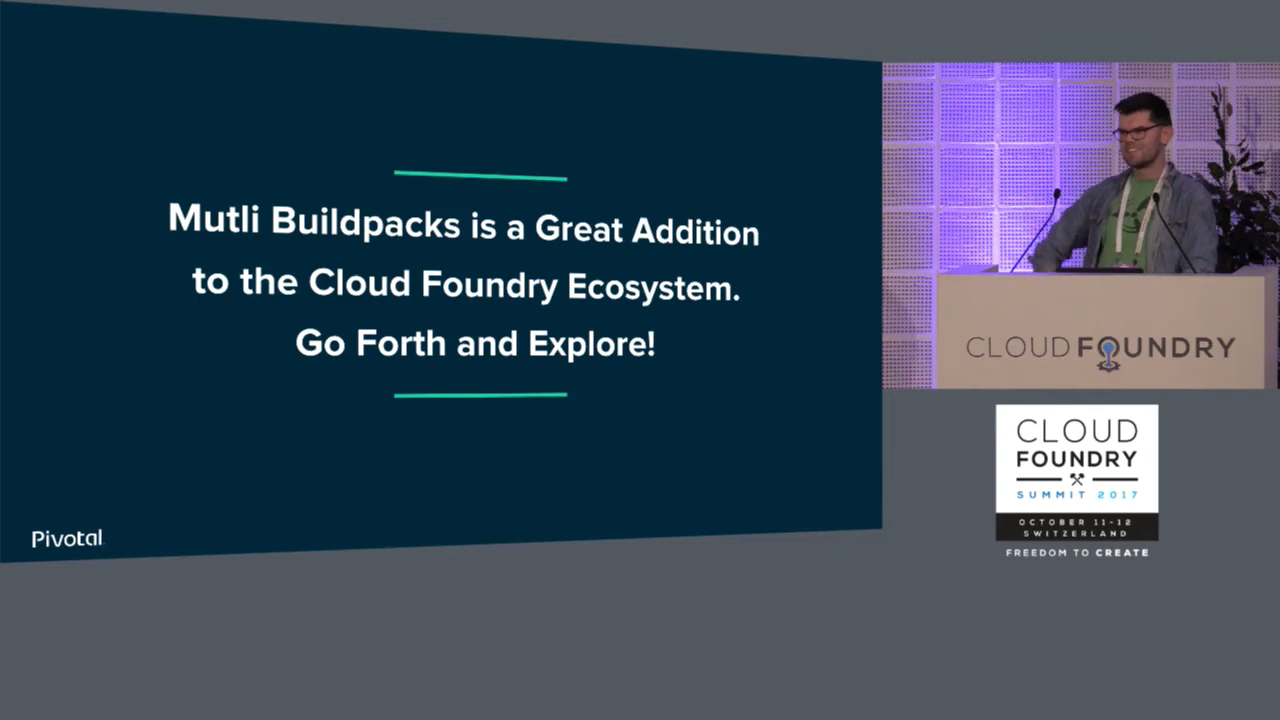 Mutli Buildpacks is a Great Addition
to the Cloud Foundry Ecosystem.
Go Forth and Explore!
Pivotal
CLOUD FOUNDRY
CLOUD
FOUNDRY
SUMMIT 2017
OCTOBER 11-12
SWITZERLAND
FREEDOM TO CREATE